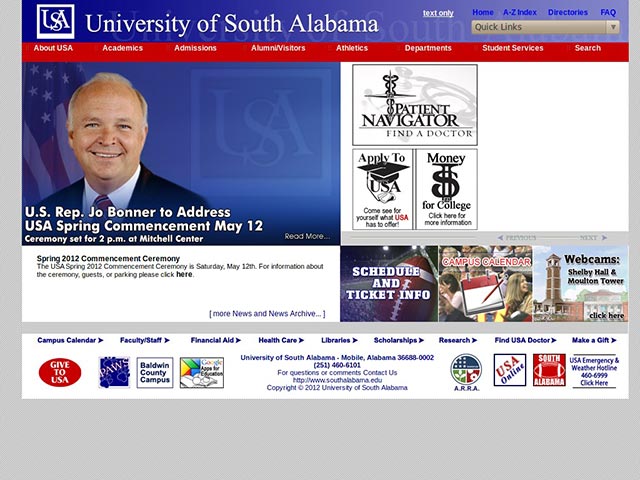 USA
University of South Alabama
text only
Home
A-Z Index
Directories
FAQ
Quick Links
About USA
Academics
Admissions
Alumni/Visitors
Athletics
Departments
Student Services
Search
U.S. Rep. Jo Bonner to Address
USA Spring Commencement May 12
Ceremony set for 2 p.m. at Mitchell Center
Read More...
PATIENT
NAVIGATOR
FIND A DOCTOR
Apply To
USA
Come see for
yourself what USA
has to offer!
Money
for College
Click here for
more information
PREVIOUS
NEXT
Spring 2012 Commencement Ceremony
The USA Spring 2012 Commencement Ceremony is Saturday, May 12th. For information about
the ceremony, guests, or parking please click here.
[ more News and News Archive... ]
SCHEDULE
AND
TICKET INFO
CAMPUS CALENDAR
Webcams:
Shelby Hall &
Moulton Tower
click here
Campus Calendar
Faculty/Staff
Financial Aid
Health Care
Libraries
Scholarships
Research
Find USA Doctor
Make a Gift
GIVE
TO USA
PAWS
Baldwin
County
Campus
Google
Apps for
Education
University of South Alabama - Mobile, Alabama 36688-0002
(251) 460-6101
For questions or comments Contact Us
http://www.southalabama.edu
Copyright © 2012 University of South Alabama
A.R.R.A.
USA
Online
SOUTH
ALABAMA
USA Emergency &
Weather Hotline
460-6999
Click Here